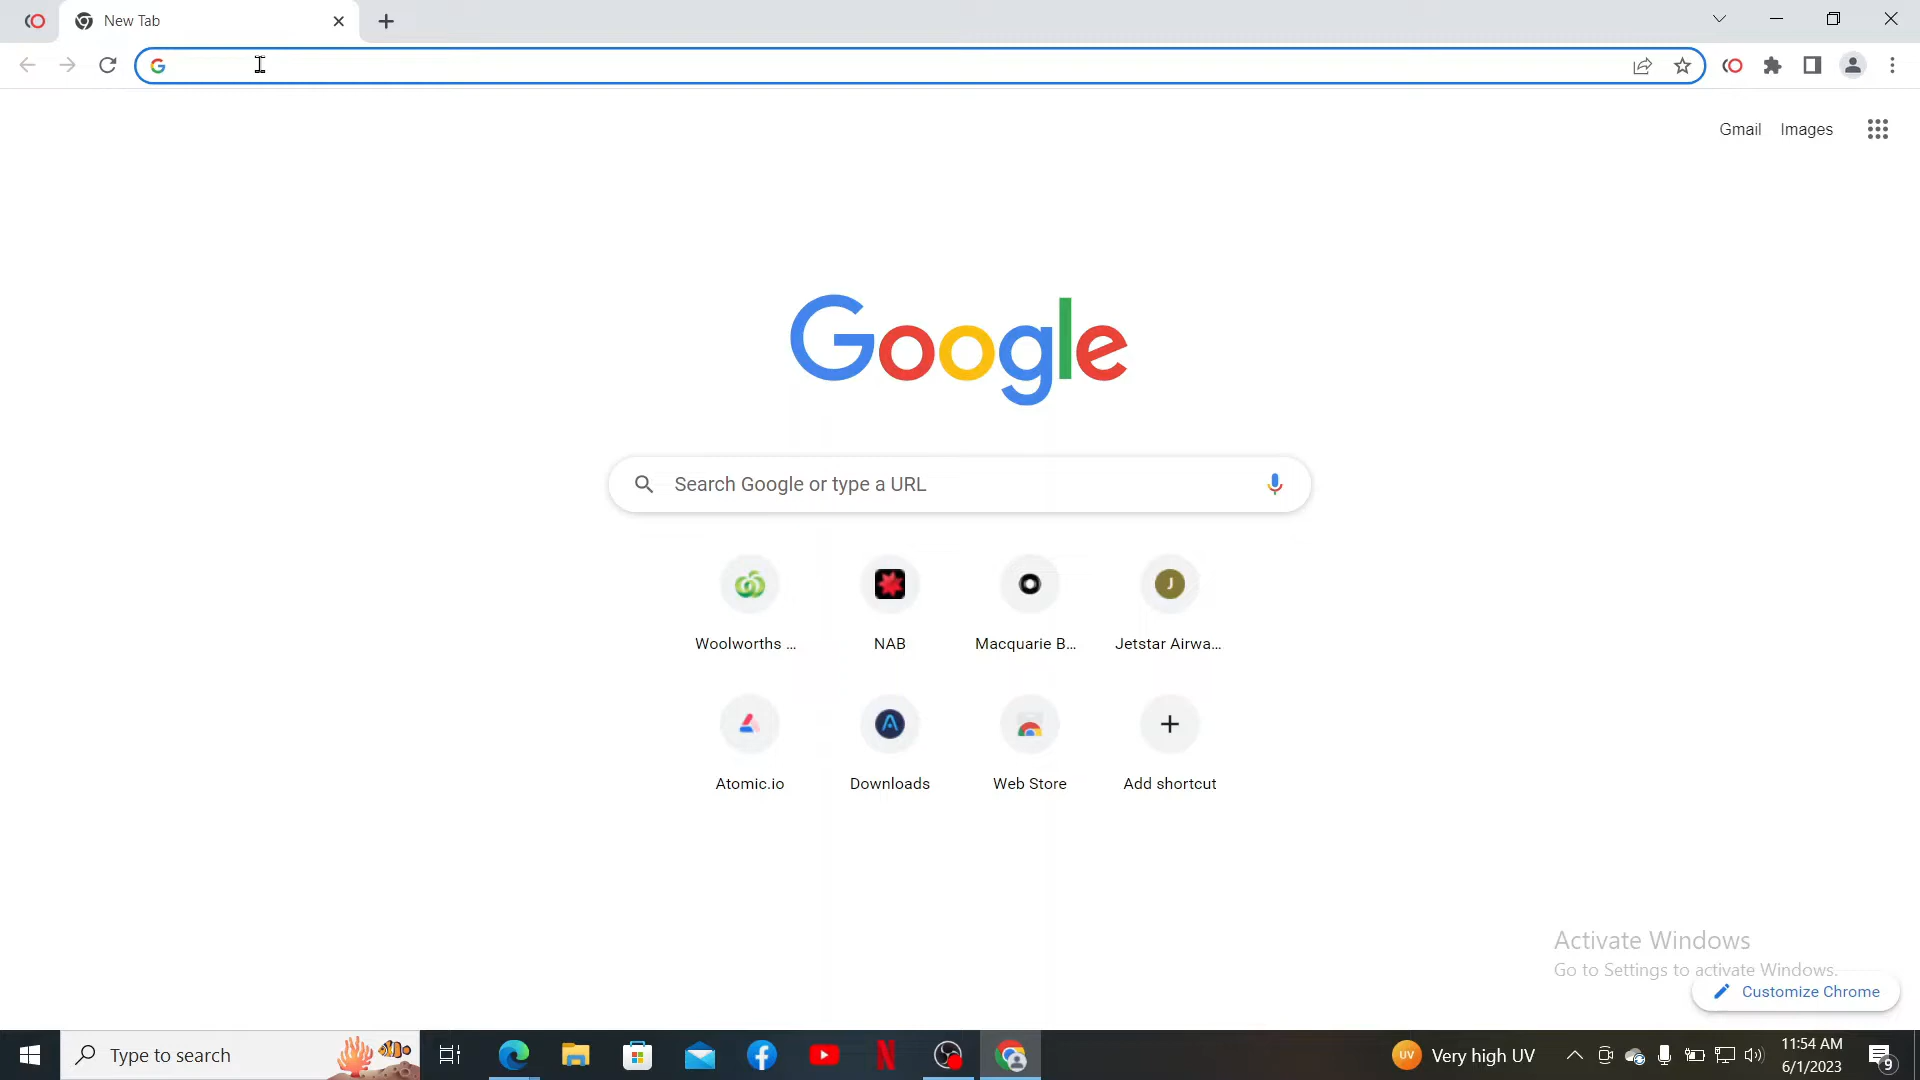 New Tab
Gmail Images
Google
Search Google or type a URL
Woolworths ... NAB Macquarie B... Jetstar Airwa...
J
Atomic.io Downloads Web Store Add shortcut
Activate Windows
Go to Settings to activate Windows.
Customize Chrome
Type to search
UV Very high UV
11:54 AM
6/1/2023
9